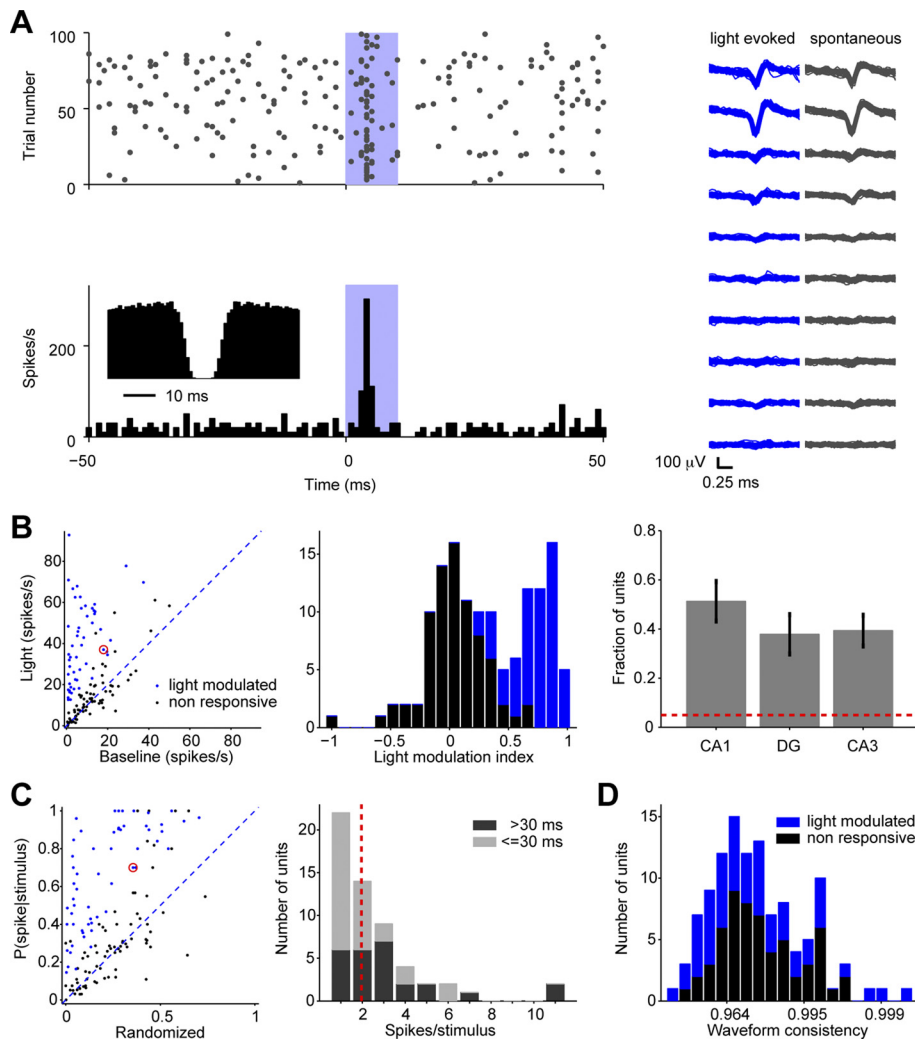 A
light evoked
spontaneous
Trial number
100
50
0
Spikes/s
200
0
10 ms
−50
0
50
Time (ms)
100 μV
0.25 ms
B
Light (spikes/s)
80
60
40
20
0
light modulated
non responsive
0
20
40
60
80
Baseline (spikes/s)
15
10
5
0
−1
−0.5
0
0.5
1
Light modulation index
Fraction of units
0.8
0.6
0.4
0.2
0
CA1
DG
CA3
C
P(spike|stimulus)
1
0.8
0.6
0.4
0.2
0
0
0.5
1
Randomized
Number of units
20
15
10
5
0
>30 ms
<=30 ms
2
4
6
8
10
Spikes/stimulus
D
Number of units
15
10
5
0
light modulated
non responsive
0.964
0.995
0.999
Waveform consistency